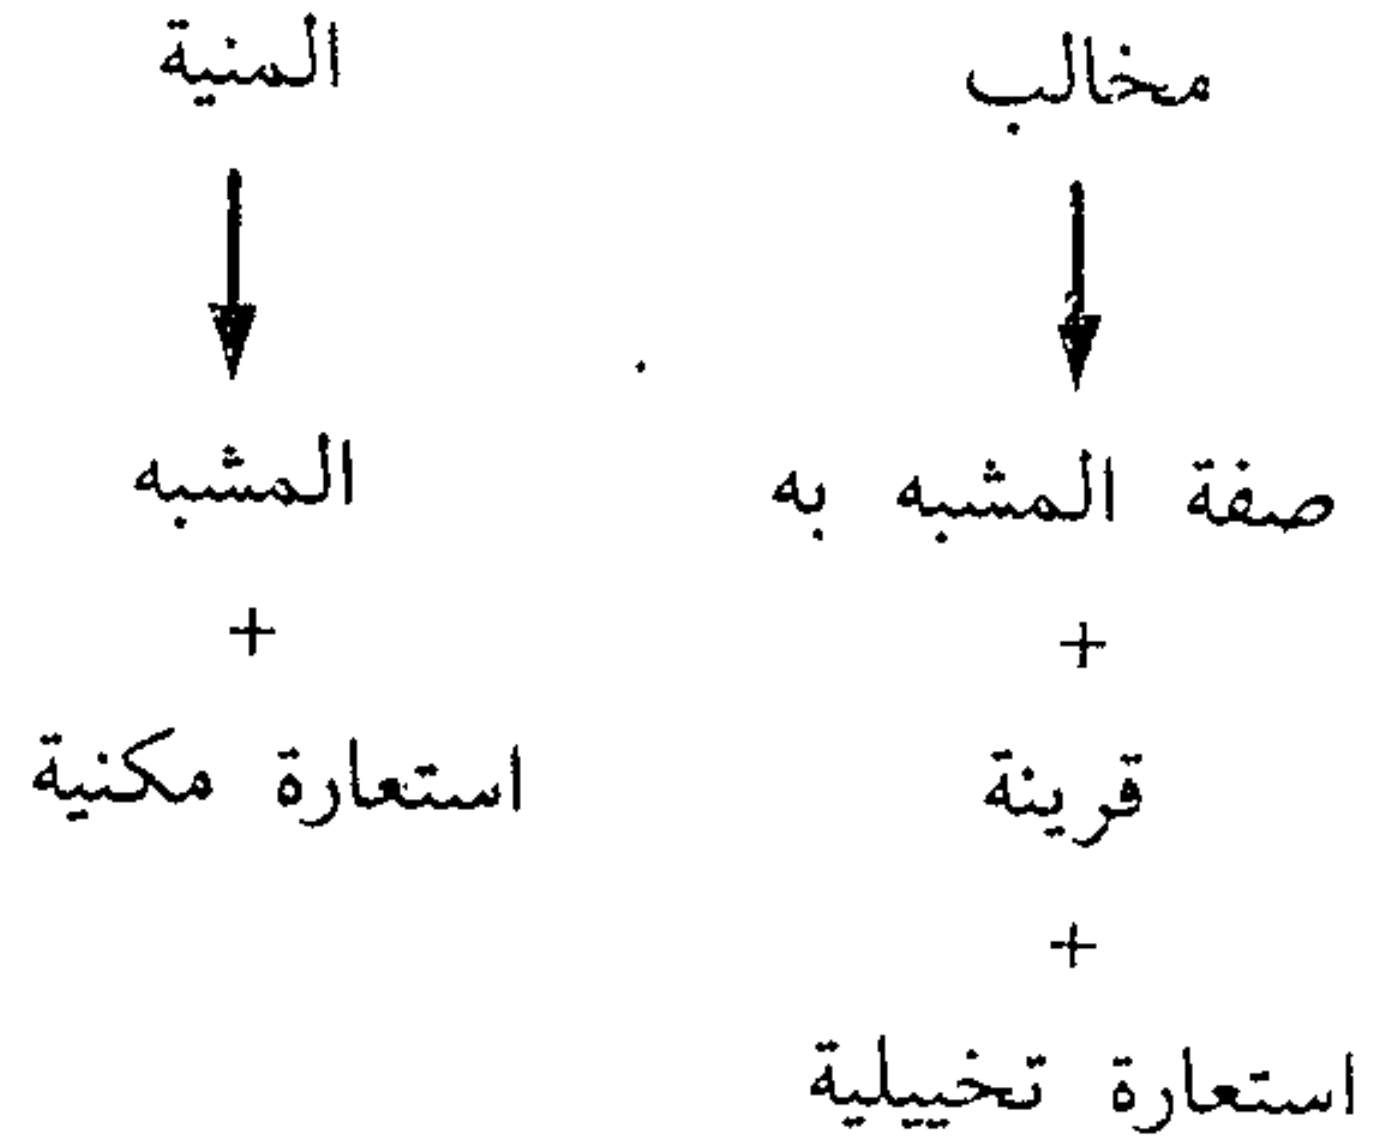 مخالب المنية
صفة المشبه به المشبه
+ +
قرينة استعارة مكنية
+
استعارة تخييلية